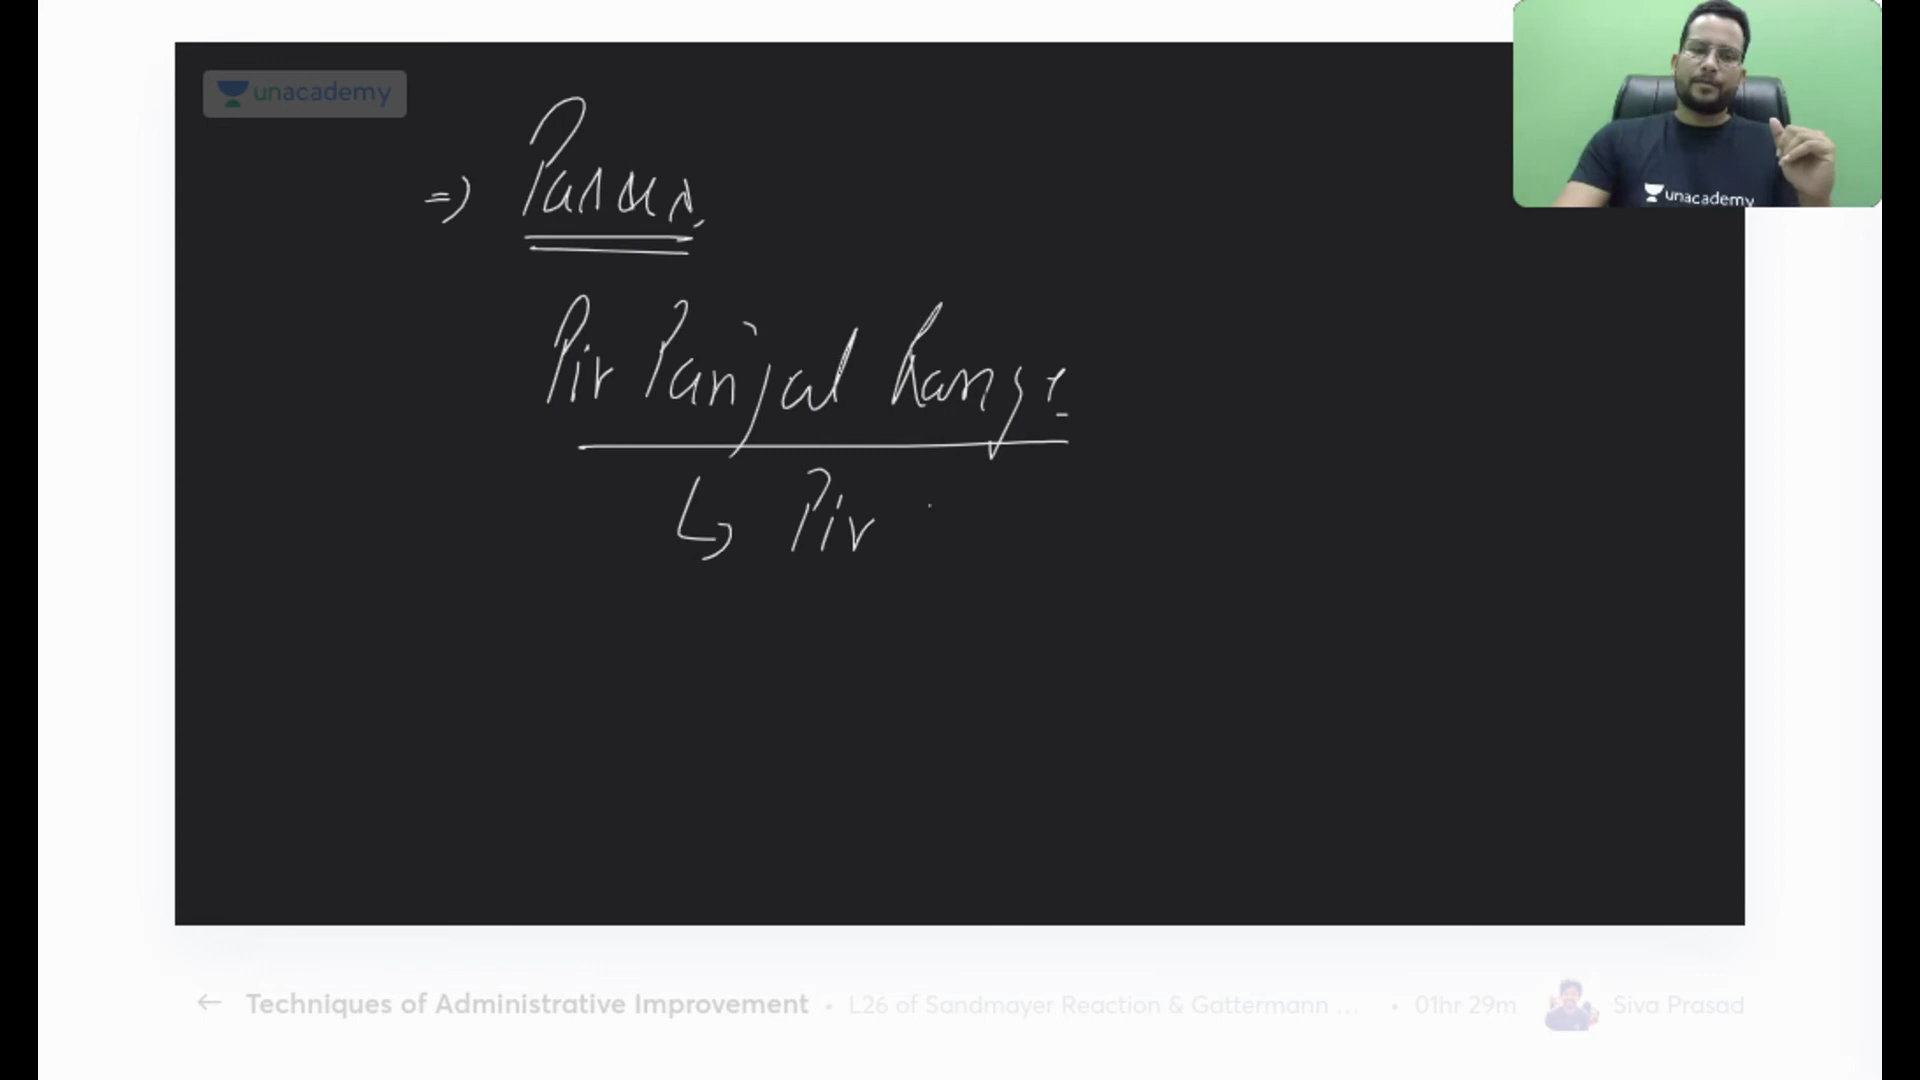 unacademy
=> Passes
Pir Panjal Range
↳ Pir
unacademy
← Techniques of Administrative Improvement • L26 of Sandmayer Reaction & Gattermann ... • 01hr 29m Siva Prasad